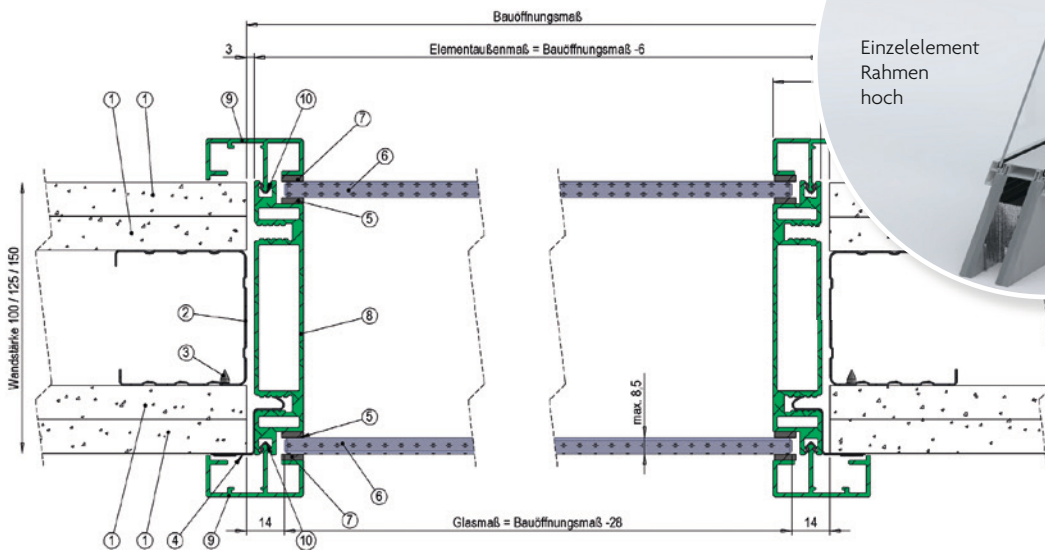 Bauöffnungsmaß
3
Elementaußenmaß = Bauöffnungsmaß -6
Einzelelement
Rahmen
hoch
1
1
9
10
7
6
1
5
Wandstärke 100 / 125 / 150
2
8
3
max. 8.5
5
6
7
1
1
4
9
14
10
Glasmaß = Bauöffnungsmaß -28
14